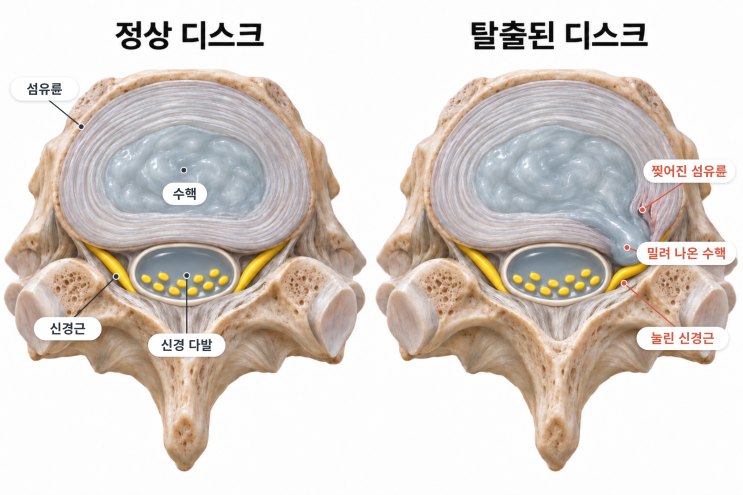 정상 디스크
탈출된 디스크
섬유륜
수핵
신경근
신경 다발
찢어진 섬유륜
밀려 나온 수핵
눌린 신경근